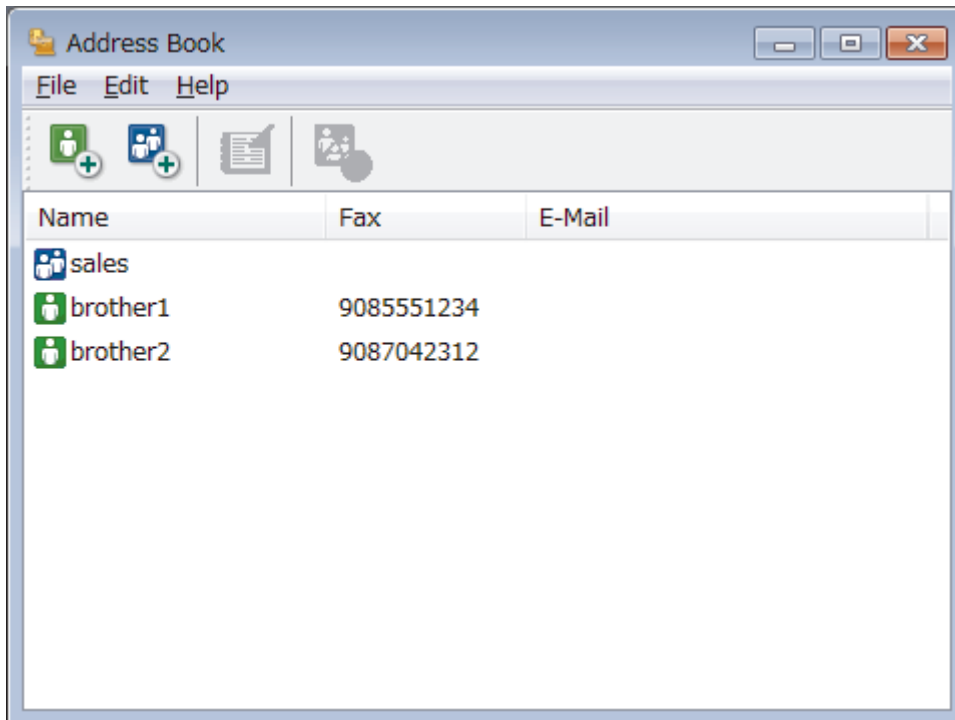 Address Book
File Edit Help
Name Fax E-Mail
sales
brother1 9085551234
brother2 9087042312